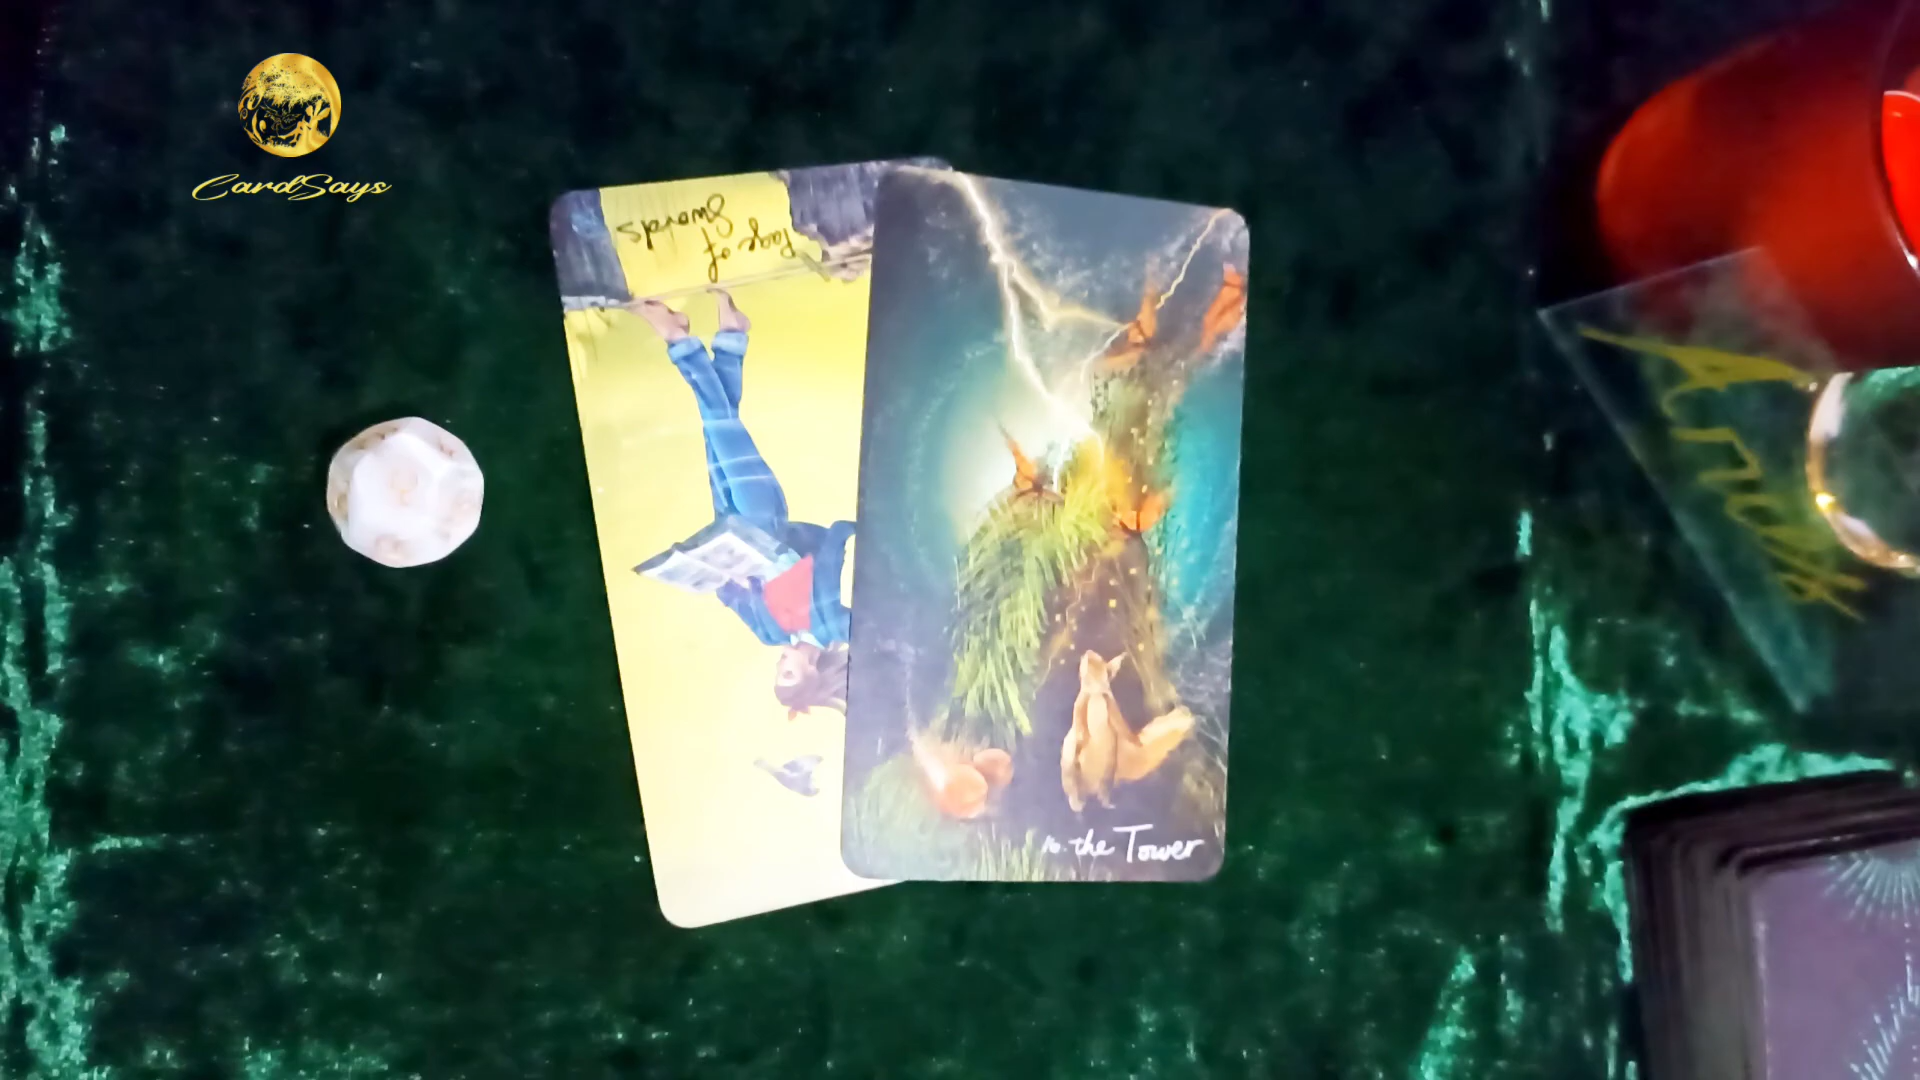 CardSays
Page of
Swords
16. the Tower